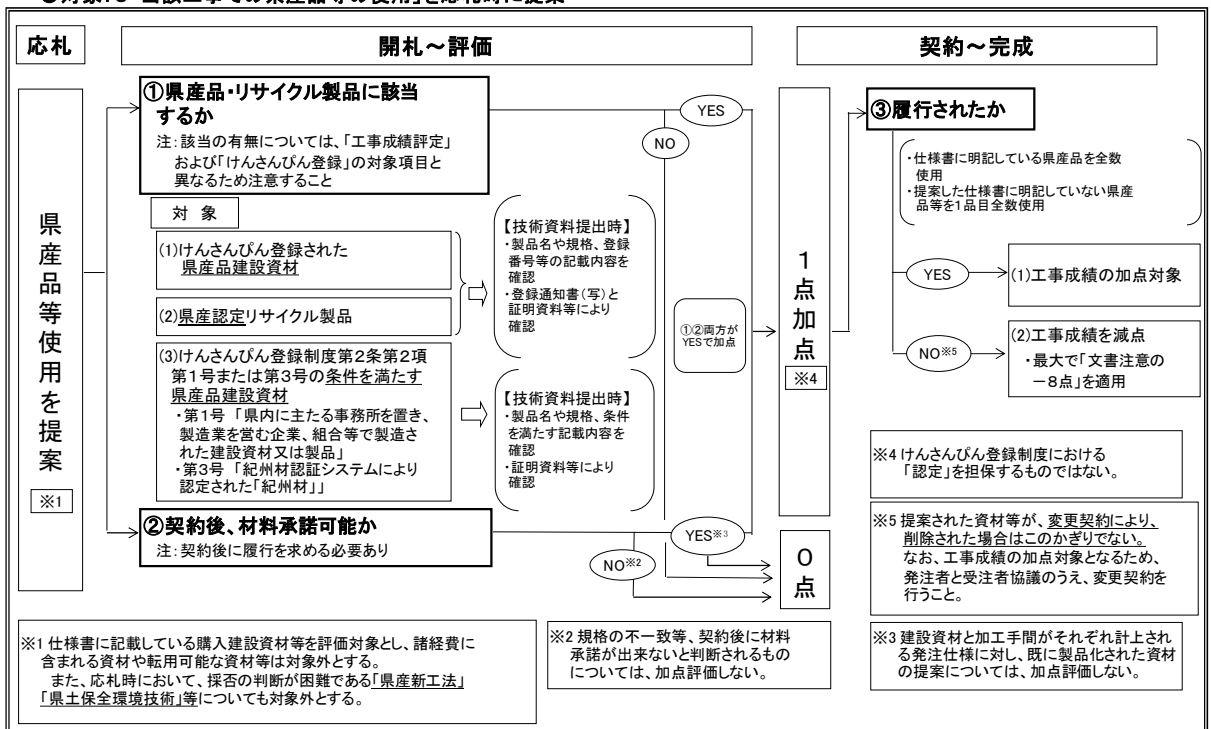 応札
開札～評価
契約～完成
県産品等使用を提案
※1
①県産品・リサイクル製品に該当
するか
注：該当の有無については、「工事成績評定」
および「けんさんぴん登録」の対象項目と
異なるため注意すること
対　象
(1)けんさんぴん登録された
県産品建設資材
(2)県産認定リサイクル製品
(3)けんさんぴん登録制度第2条第2項
第1号または第3号の条件を満たす
県産品建設資材
・第1号 「県内に主たる事務所を置き、
製造業を営む企業、組合等で製造さ
れた建設資材又は製品」
・第3号 「紀州材認証システムにより
認定された「紀州材」」
【技術資料提出時】
・製品名や規格、登録
番号等の記載内容を
確認
・登録通知書(写)と
証明資料等により
確認
【技術資料提出時】
・製品名や規格、条件
を満たす記載内容を
確認
・証明資料等により
確認
YES
NO
①②両方が
YESで加点
②契約後、材料承諾可能か
注：契約後に履行を求める必要あり
YES※3
NO※2
1点加点
※4
0点
③履行されたか
・仕様書に明記している県産品を全数
使用
・提案した仕様書に明記していない県産
品等を1品目全数使用
YES
(1)工事成績の加点対象
NO※5
(2)工事成績を減点
・最大で「文書注意の
－8点」を適用
※4 けんさんぴん登録制度における
「認定」を担保するものではない。
※5 提案された資材等が、変更契約により、
削除された場合はこのかぎりでない。
なお、工事成績の加点対象となるため、
発注者と受注者協議のうえ、変更契約を
行うこと。
※1 仕様書に記載している購入建設資材等を評価対象とし、諸経費に
含まれる資材や転用可能な資材等は対象外とする。
また、応札時において、採否の判断が困難である「県産新工法」
「県土保全環境技術」等についても対象外とする。
※2 規格の不一致等、契約後に材料
承諾が出来ないと判断されるもの
については、加点評価しない。
※3 建設資材と加工手間がそれぞれ計上され
る発注仕様に対し、既に製品化された資材
の提案については、加点評価しない。